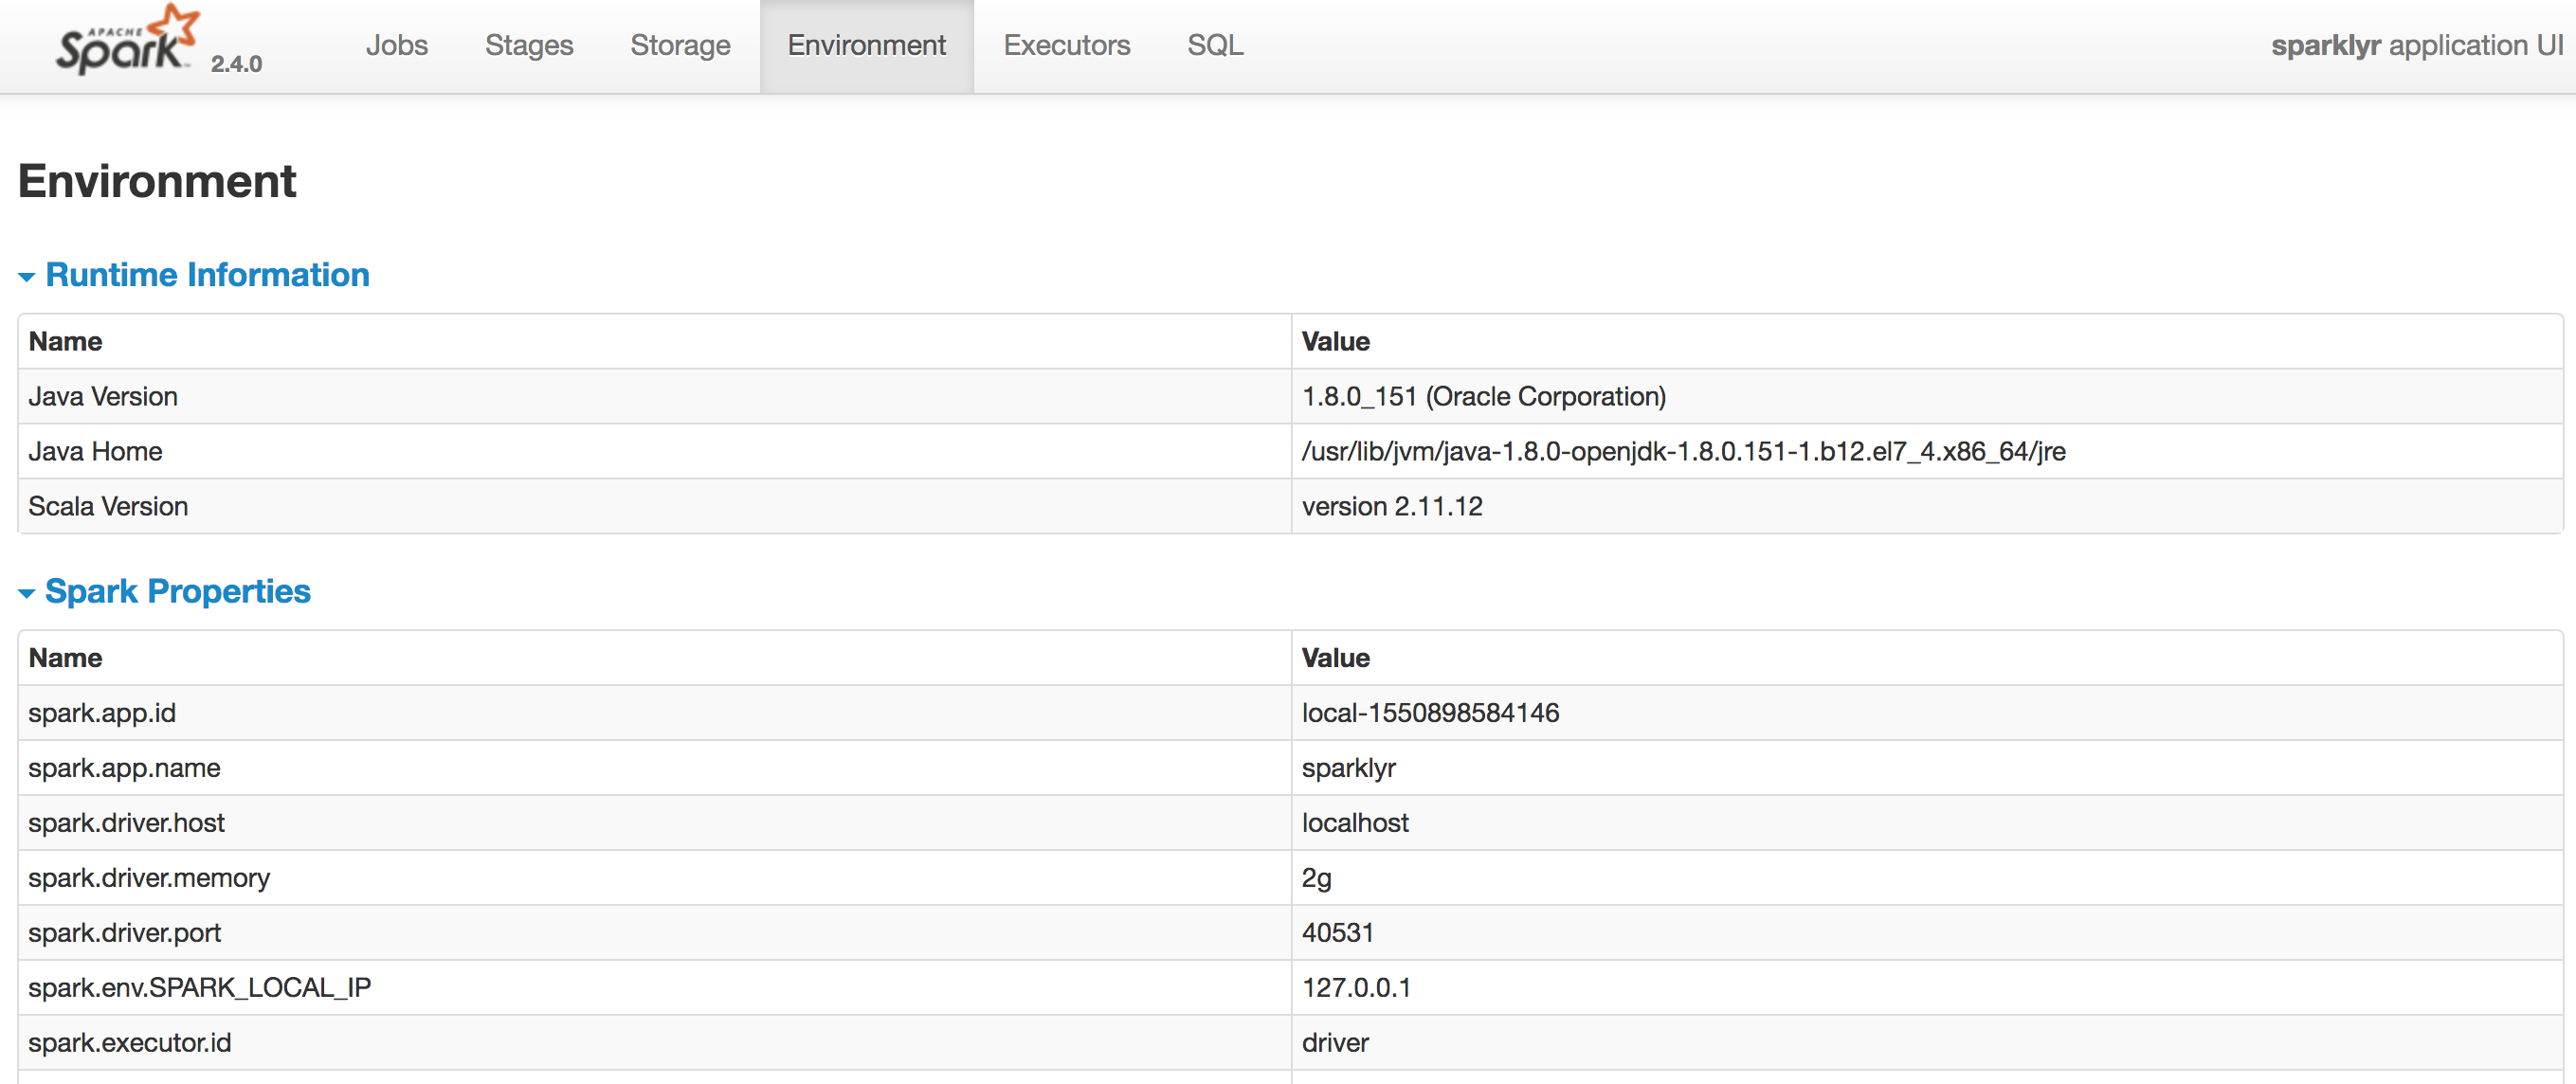 APACHE
Spark™ 2.4.0 Jobs Stages Storage Environment Executors SQL sparklyr application UI
Environment
Runtime Information
Name Value
Java Version 1.8.0_151 (Oracle Corporation)
Java Home /usr/lib/jvm/java-1.8.0-openjdk-1.8.0.151-1.b12.el7_4.x86_64/jre
Scala Version version 2.11.12
Spark Properties
Name Value
spark.app.id local-1550898584146
spark.app.name sparklyr
spark.driver.host localhost
spark.driver.memory 2g
spark.driver.port 40531
spark.env.SPARK_LOCAL_IP 127.0.0.1
spark.executor.id driver